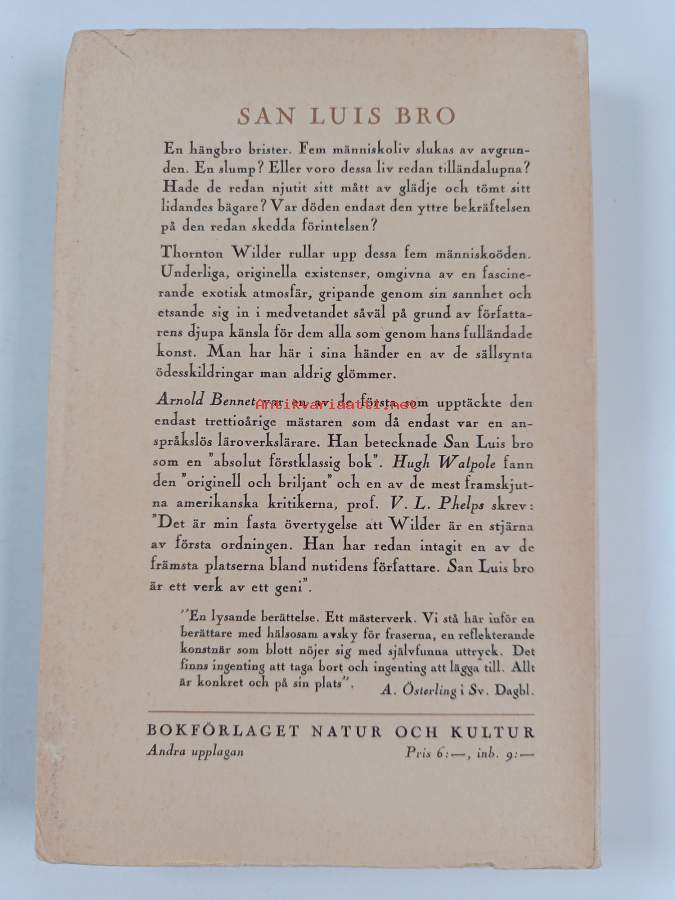 SAN LUIS BRO
En hängbro brister. Fem människoliv slukas av avgrun-
den. En slump? Eller voro dessa liv redan tilländalupna?
Hade de redan njutit sitt mått av glädje och tömt sitt
lidandes bägare? Var döden endast den yttre bekräftelsen
på den redan skedda förintelsen?
Thornton Wilder rullar upp dessa fem människoöden.
Underliga, originella existenser, omgivna av en fascine-
rande exotisk atmosfär, gripande genom sin sannhet och
etsande sig in i medvetandet såväl på grund av författa-
rens djupa känsla för dem alla som genom hans fulländade
konst. Man har här i sina händer en av de sällsynta
ödesskildringar man aldrig glömmer.
Arnold Bennet var en av de första som upptäckte den
Antikvariaatti.net
endast trettioårige mästaren som då endast var en an-
språkslös läroverkslärare. Han betecknade San Luis bro
som en "absolut förstklassig bok". Hugh Walpole fann
den "originell och briljant" och en av de mest framskjut-
na amerikanska kritikerna, prof. V. L. Phelps skrev:
"Det är min fasta övertygelse att Wilder är en stjärna
av första ordningen. Han har redan intagit en av de
främsta platserna bland nutidens författare. San Luis bro
är ett verk av ett geni".
"En lysande berättelse. Ett mästerverk. Vi stå här inför en
berättare med hälsosam avsky för fraserna, en reflekterande
konstnär som blott nöjer sig med självfunna uttryck. Det
finns ingenting att taga bort och ingenting att lägga till. Allt
är konkret och på sin plats".
A. Österling i Sv. Dagbl.
BOKFÖRLAGET NATUR OCH KULTUR
Andra upplagan
Pris 6:—, inb. 9:—